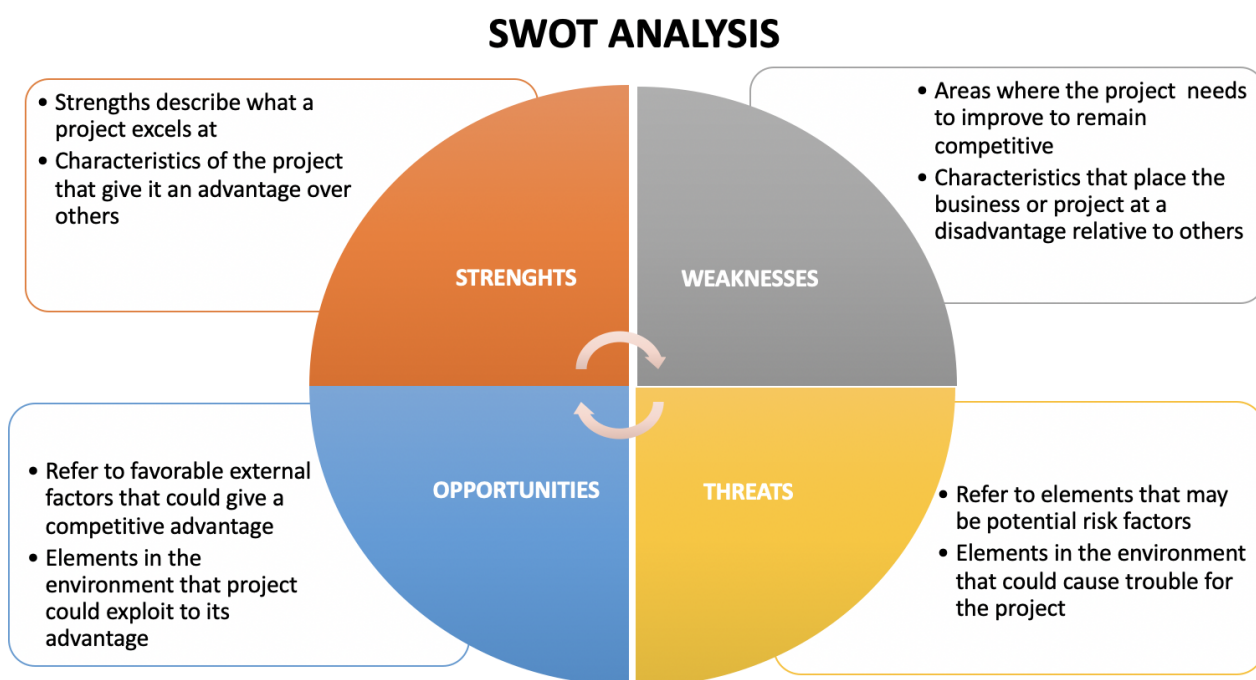 SWOT ANALYSIS
• Strengths describe what a
project excels at
• Characteristics of the project
that give it an advantage over
others
• Areas where the project needs
to improve to remain
competitive
• Characteristics that place the
business or project at a
disadvantage relative to others
STRENGHTS
WEAKNESSES
OPPORTUNITIES
THREATS
• Refer to favorable external
factors that could give a
competitive advantage
• Elements in the
environment that project
could exploit to its
advantage
• Refer to elements that may
be potential risk factors
• Elements in the environment
that could cause trouble for
the project